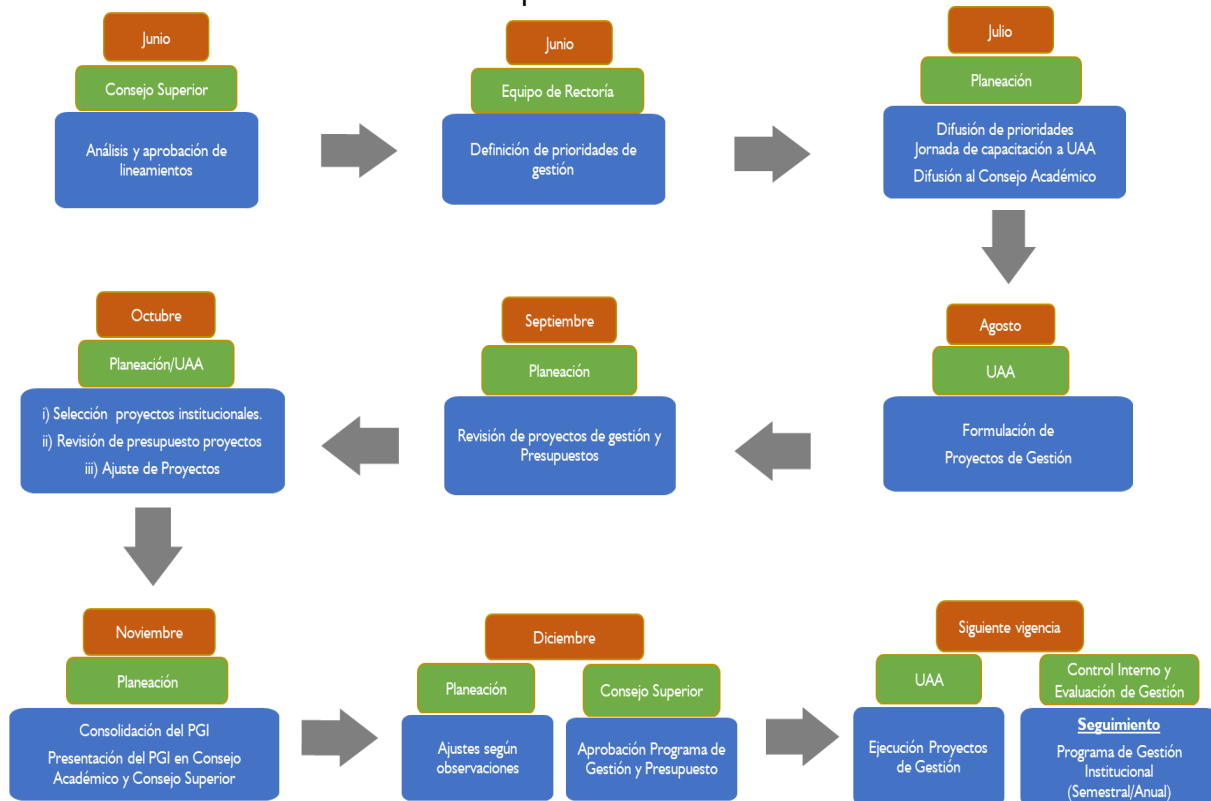 Junio
Consejo Superior
Análisis y aprobación de
lineamientos
Junio
Equipo de Rectoría
Definición de prioridades de
gestión
Julio
Planeación
Difusión de prioridades
Jornada de capacitación a UAA
Difusión al Consejo Académico
Agosto
UAA
Formulación de
Proyectos de Gestión
Septiembre
Planeación
Revisión de proyectos de gestión y
Presupuestos
Octubre
Planeación/UAA
i) Selección proyectos institucionales.
ii) Revisión de presupuesto proyectos
iii) Ajuste de Proyectos
Noviembre
Planeación
Consolidación del PGI
Presentación del PGI en Consejo
Académico y Consejo Superior
Diciembre
Planeación
Ajustes según
observaciones
Consejo Superior
Aprobación Programa de
Gestión y Presupuesto
Siguiente vigencia
UAA
Ejecución Proyectos
de Gestión
Control Interno y
Evaluación de Gestión
Seguimiento
Programa de Gestión
Institucional
(Semestral/Anual)